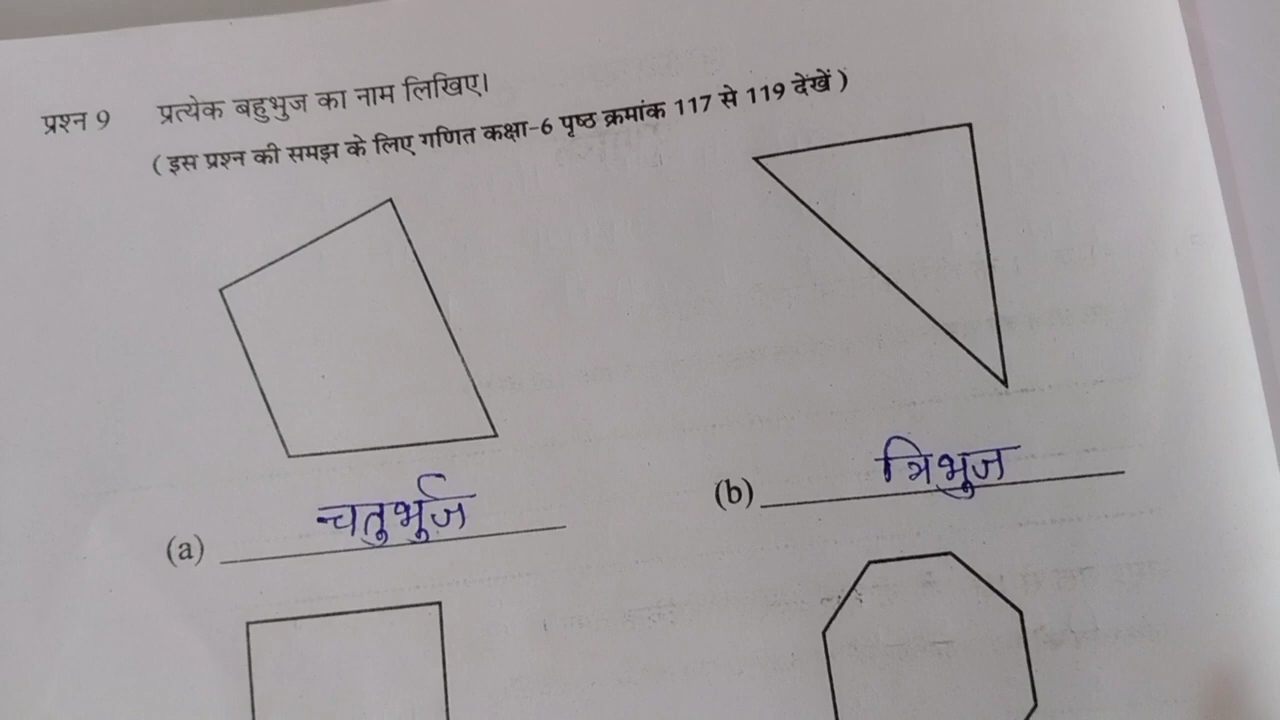 प्रश्न 9 प्रत्येक बहुभुज का नाम लिखिए।
( इस प्रश्न की समझ के लिए गणित कक्षा-6 पृष्ठ क्रमांक 117 से 119 देखें )
(a) चतुर्भुज
(b) त्रिभुज